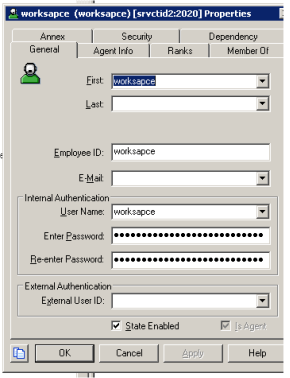 worksapce (worksapce) [srvctid2:2020] Properties
Annex Security Dependency
General Agent Info Ranks Member Of
First: worksapce
Last:
Employee ID: worksapce
E-Mail:
Internal Authentication
User Name: worksapce
Enter Password: ••••••••••••••••••••••••••
Re-enter Password: ••••••••••••••••••••••••••
External Authentication
External User ID:
State Enabled Is Agent
OK Cancel Apply Help